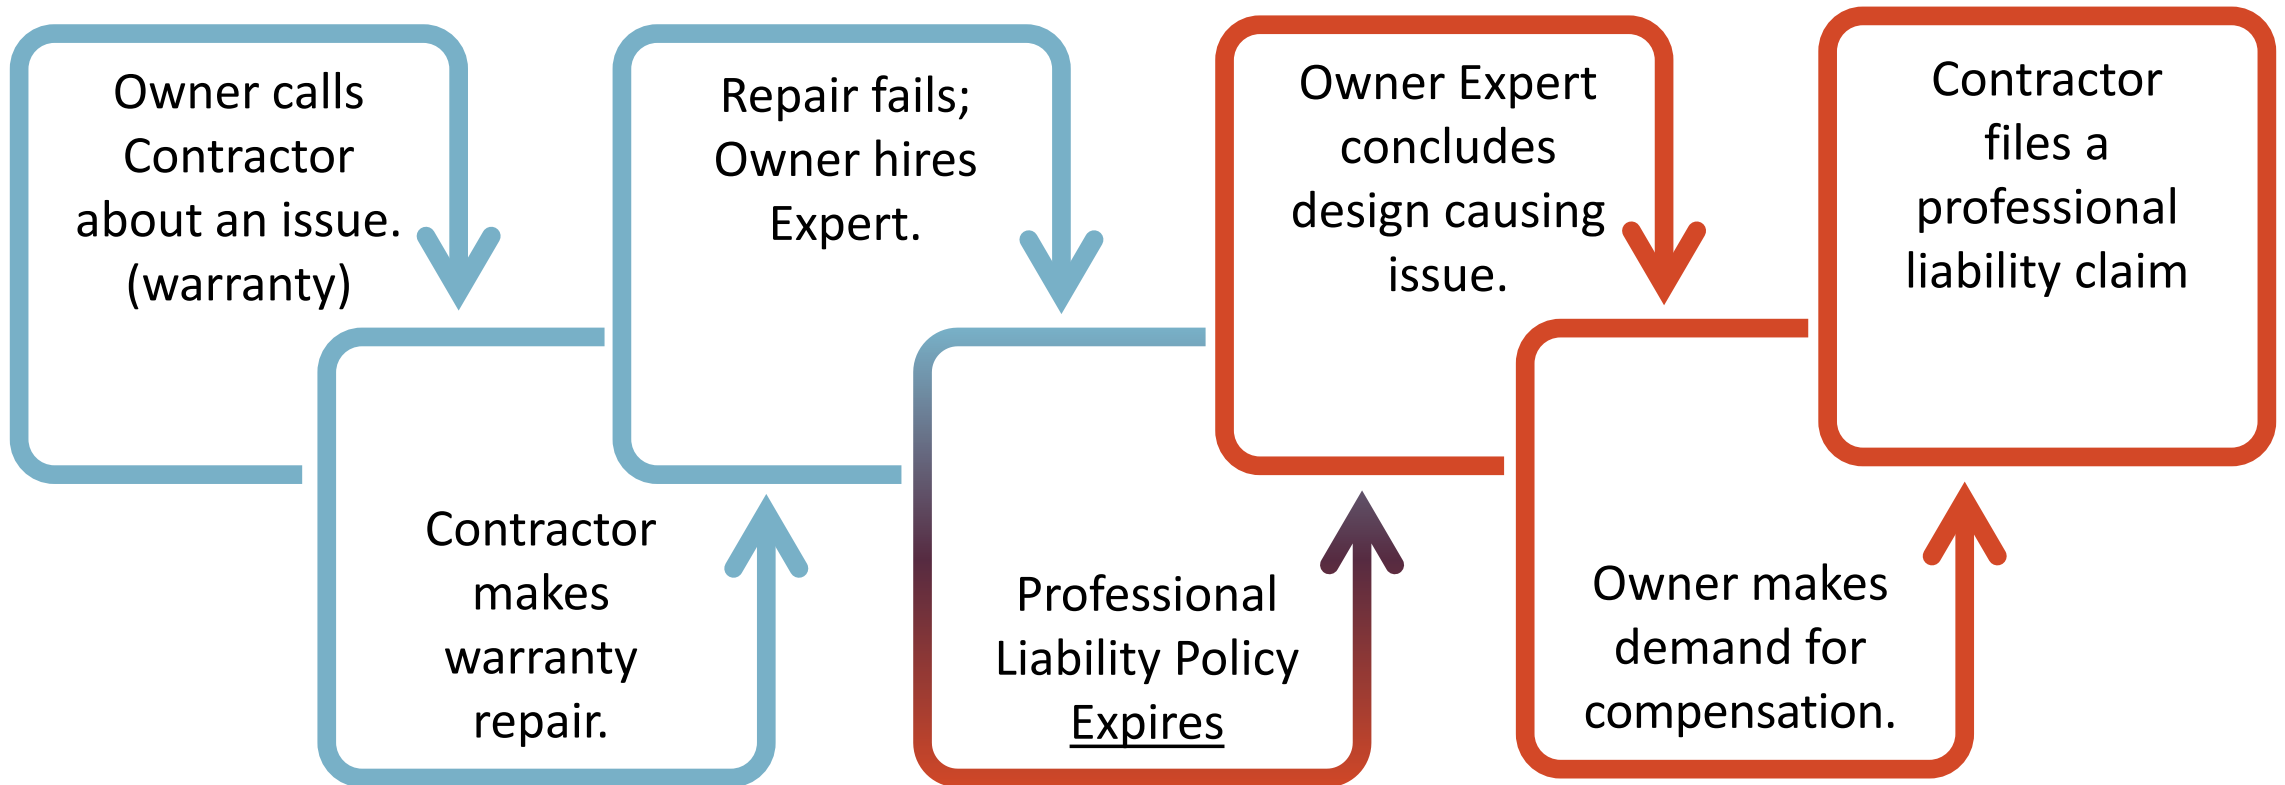 Owner calls
Contractor
about an issue.
(warranty)
Contractor
makes
warranty
repair.
Repair fails;
Owner hires
Expert.
Professional
Liability Policy
Expires
Owner Expert
concludes
design causing
issue.
Owner makes
demand for
compensation.
Contractor
files a
professional
liability claim